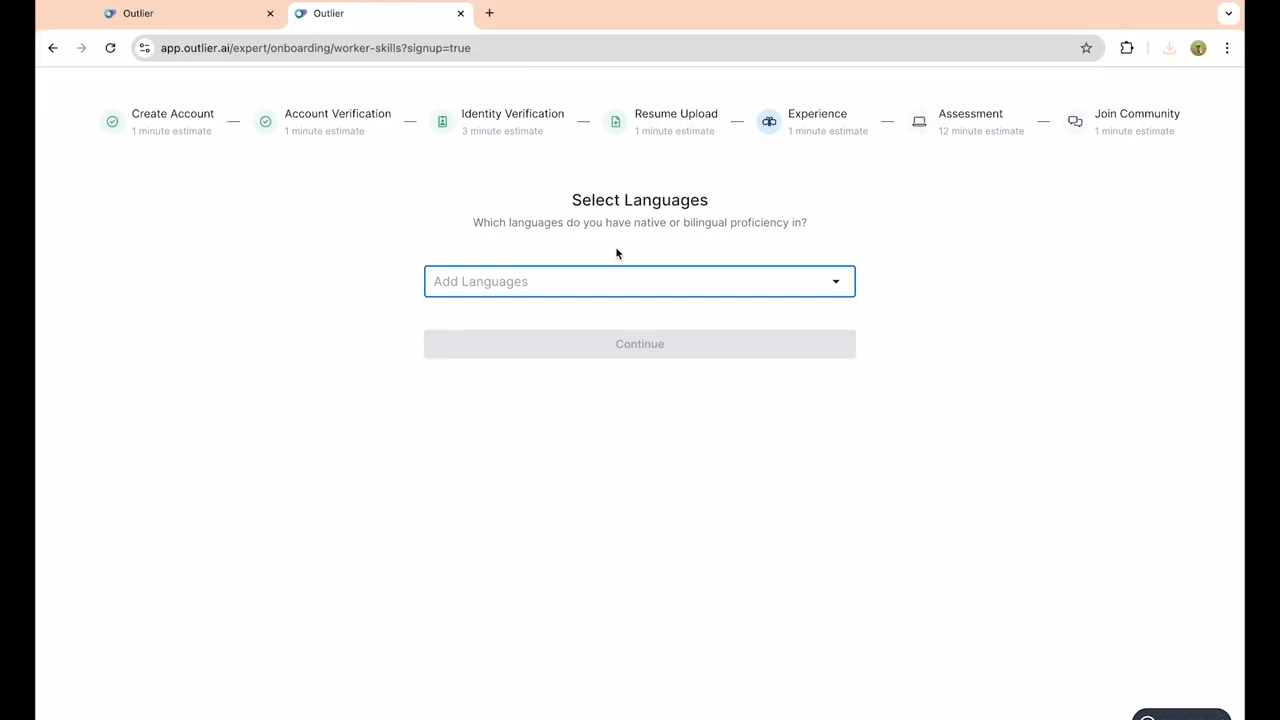 Outlier
Outlier
app.outlier.ai/expert/onboarding/worker-skills?signup=true
Create Account
1 minute estimate
Account Verification
1 minute estimate
Identity Verification
3 minute estimate
Resume Upload
1 minute estimate
Experience
1 minute estimate
Assessment
12 minute estimate
Join Community
1 minute estimate
Select Languages
Which languages do you have native or bilingual proficiency in?
Add Languages
Continue